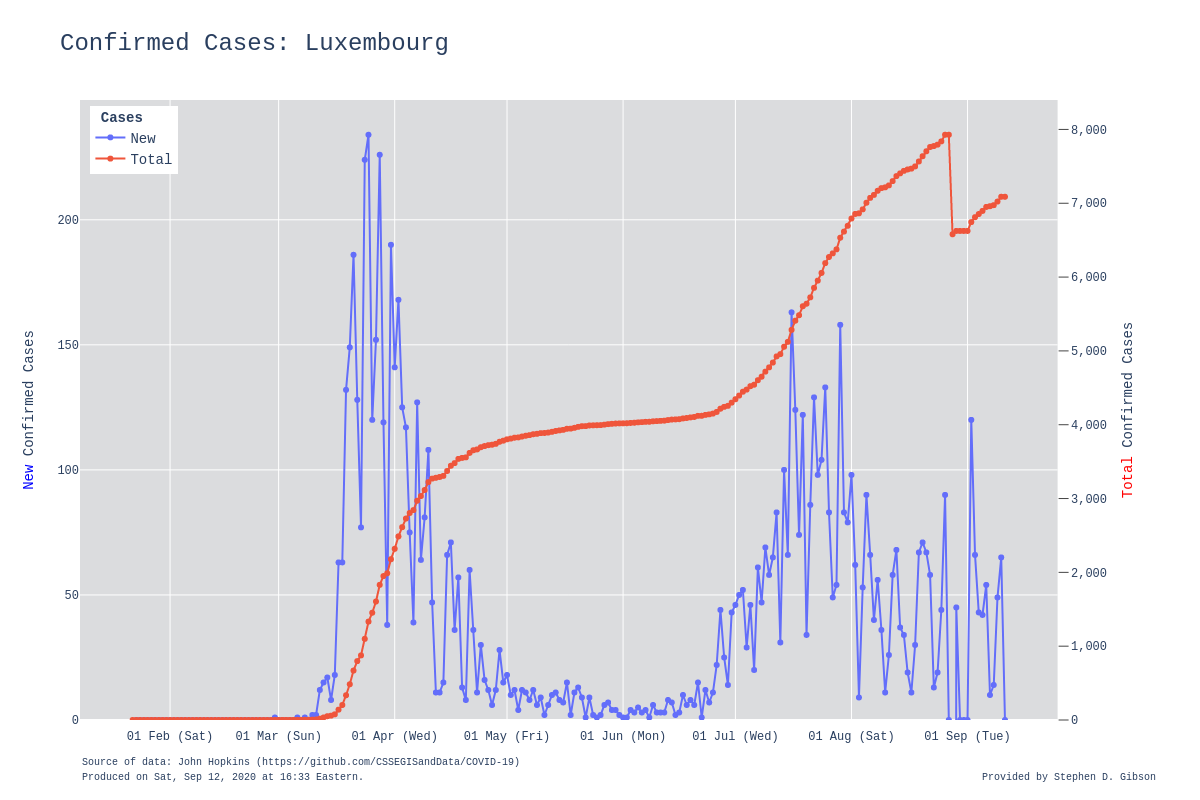 Confirmed Cases: Luxembourg
Cases
New
Total
200
150
100
50
0
8,000
7,000
6,000
5,000
4,000
3,000
2,000
1,000
0
New Confirmed Cases
Total Confirmed Cases
01 Feb (Sat) 01 Mar (Sun) 01 Apr (Wed) 01 May (Fri) 01 Jun (Mon) 01 Jul (Wed) 01 Aug (Sat) 01 Sep (Tue)
Source of data: John Hopkins (https://github.com/CSSEGISandData/COVID-19)
Produced on Sat, Sep 12, 2020 at 16:33 Eastern.
Provided by Stephen D. Gibson